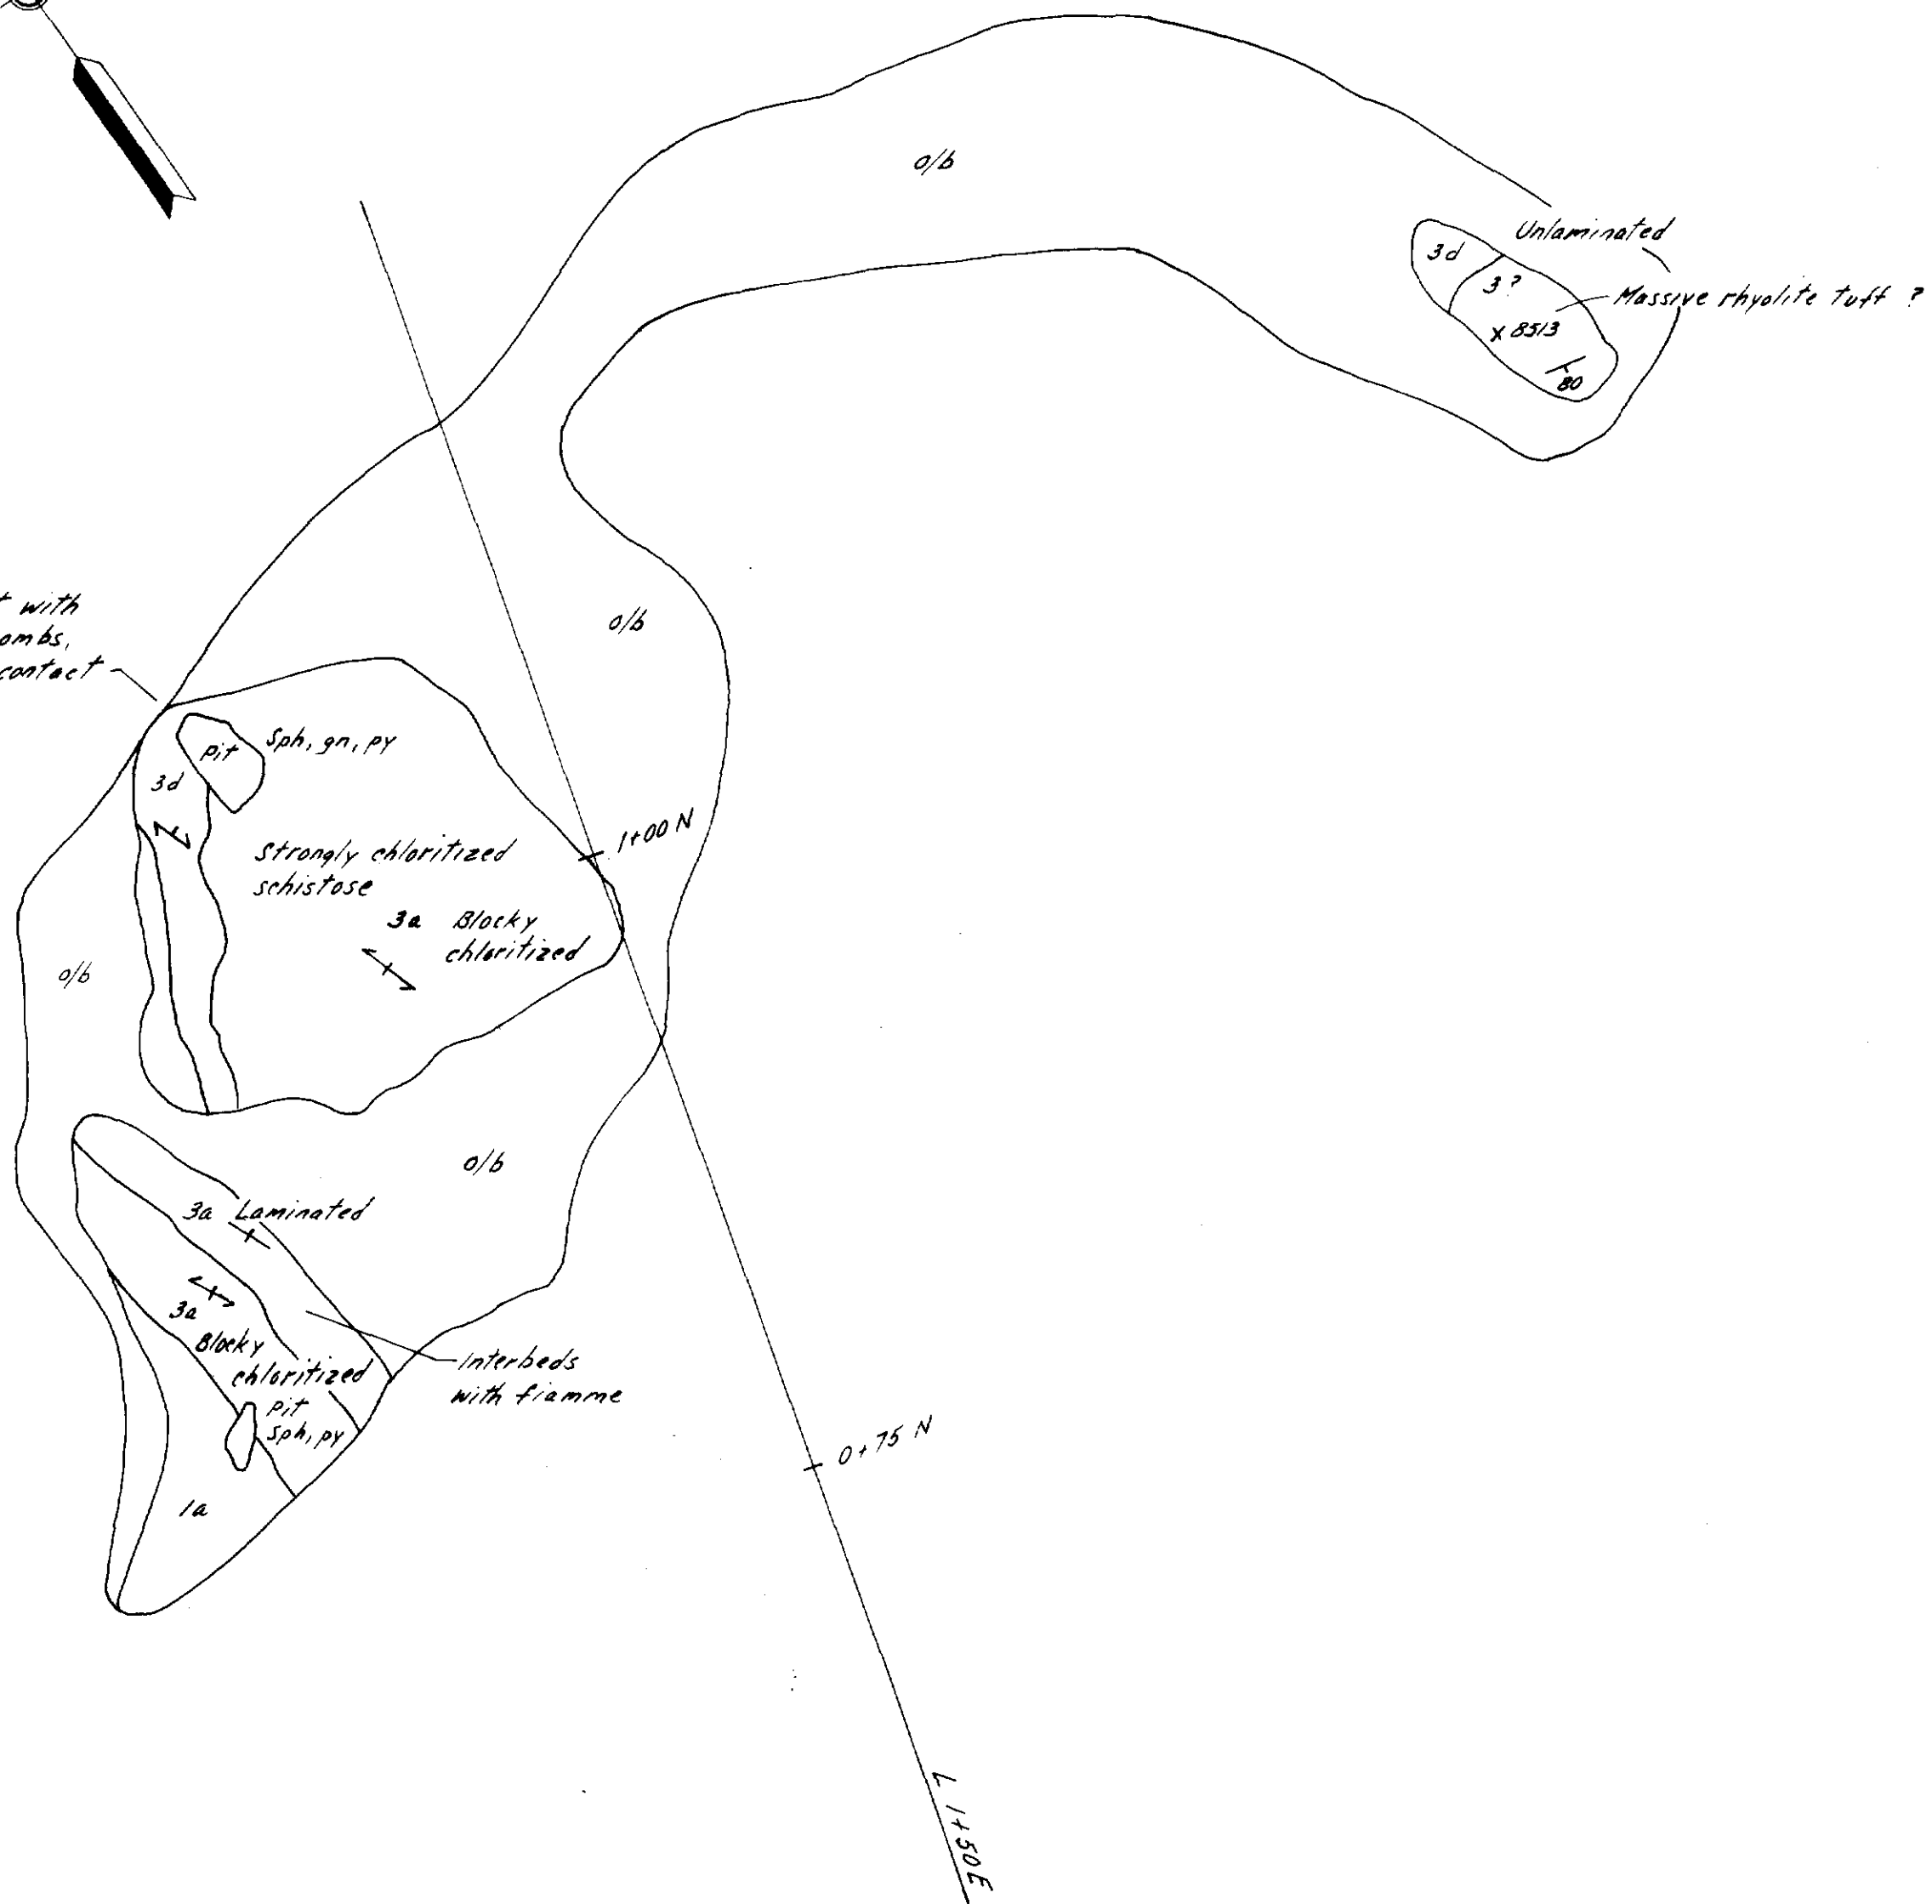 o/b
Unlaminated
3d
3?
Massive rhyolite tuff ?
x 8513
80
with
contact
o/b
Sph, gn, py
pit
3d
1+00 N
Strongly chloritized
schistose
3a Blocky
chloritized
o/b
o/b
3a Laminated
3a
Blocky
chloritized
pit
Sph, py
Interbeds
with fiamme
1a
0+75 N
L 1+50E